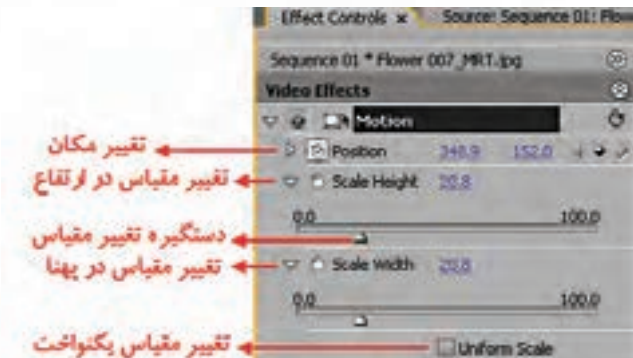 Effect Controls × Source: Sequence 01: Flow
Sequence 01 * Flower 007_MRT.jpg
Video Effects
Motion
تغییر مکان Position 348.9 152.0
تغییر مقیاس در ارتفاع Scale Height 20.8
0.0 100.0
دستگیره تغییر مقیاس
تغییر مقیاس در پهنا Scale Width 20.8
0.0 100.0
تغییر مقیاس یکنواخت Uniform Scale